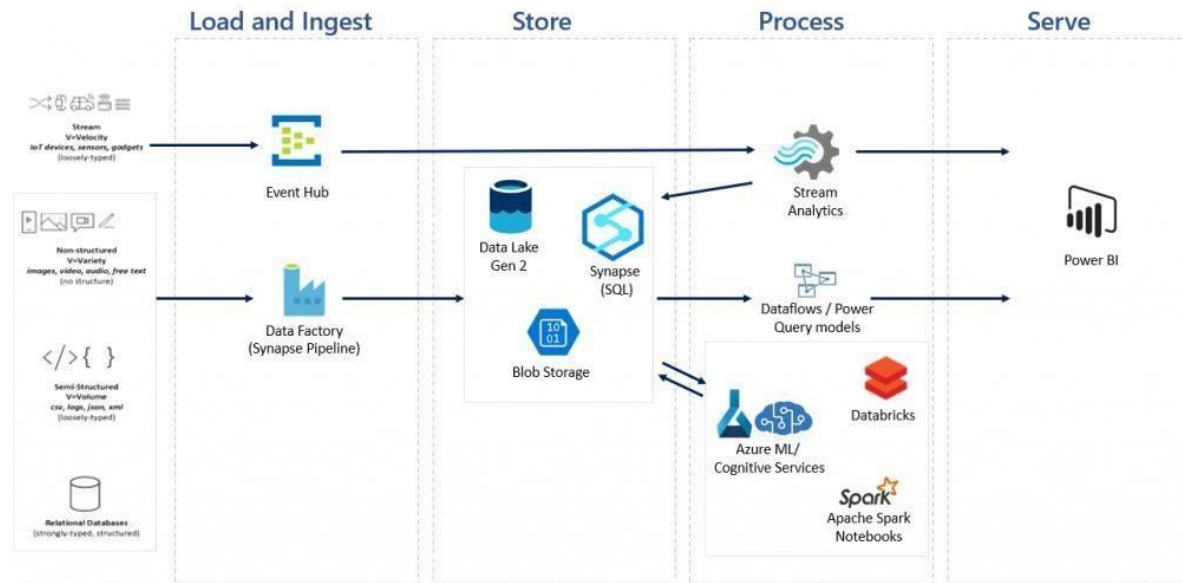 Load and Ingest
Store
Process
Serve
Stream
V=Velocity
IoT devices, sensors, gadgets
(loosely-typed)
Event Hub
Stream
Analytics
Non-structured
V=Variety
images, video, audio, free text
(no structure)
Data Factory
(Synapse Pipeline)
Data Lake
Gen 2
Synapse
(SQL)
10
01
Blob Storage
Dataflows / Power
Query models
Power BI
</>{ }
Semi-Structured
V=Volume
csv, logs, json, xml
(loosely-typed)
Relational Databases
(strongly-typed, structured)
Databricks
Azure ML/
Cognitive Services
Spark
Apache Spark
Notebooks